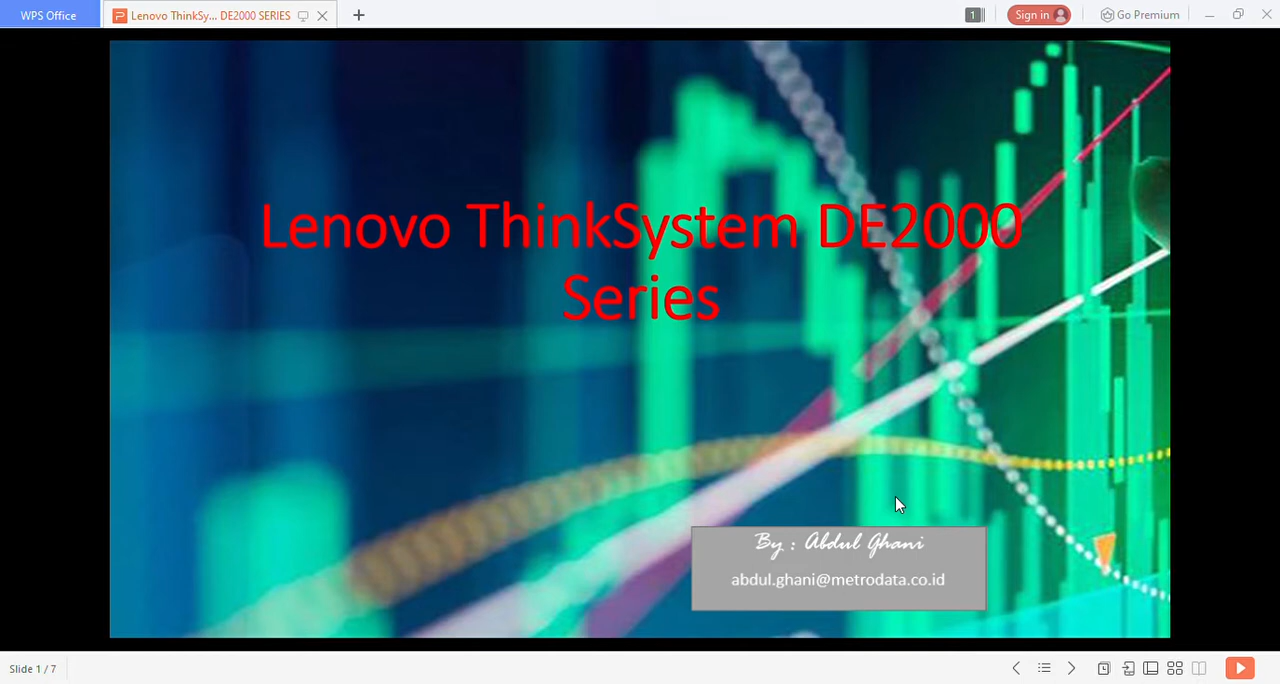 WPS Office
Lenovo ThinkSy... DE2000 SERIES
1
Sign in
Go Premium
Lenovo ThinkSystem DE2000
Series
By : Abdul Ghani
abdul.ghani@metrodata.co.id
Slide 1 / 7